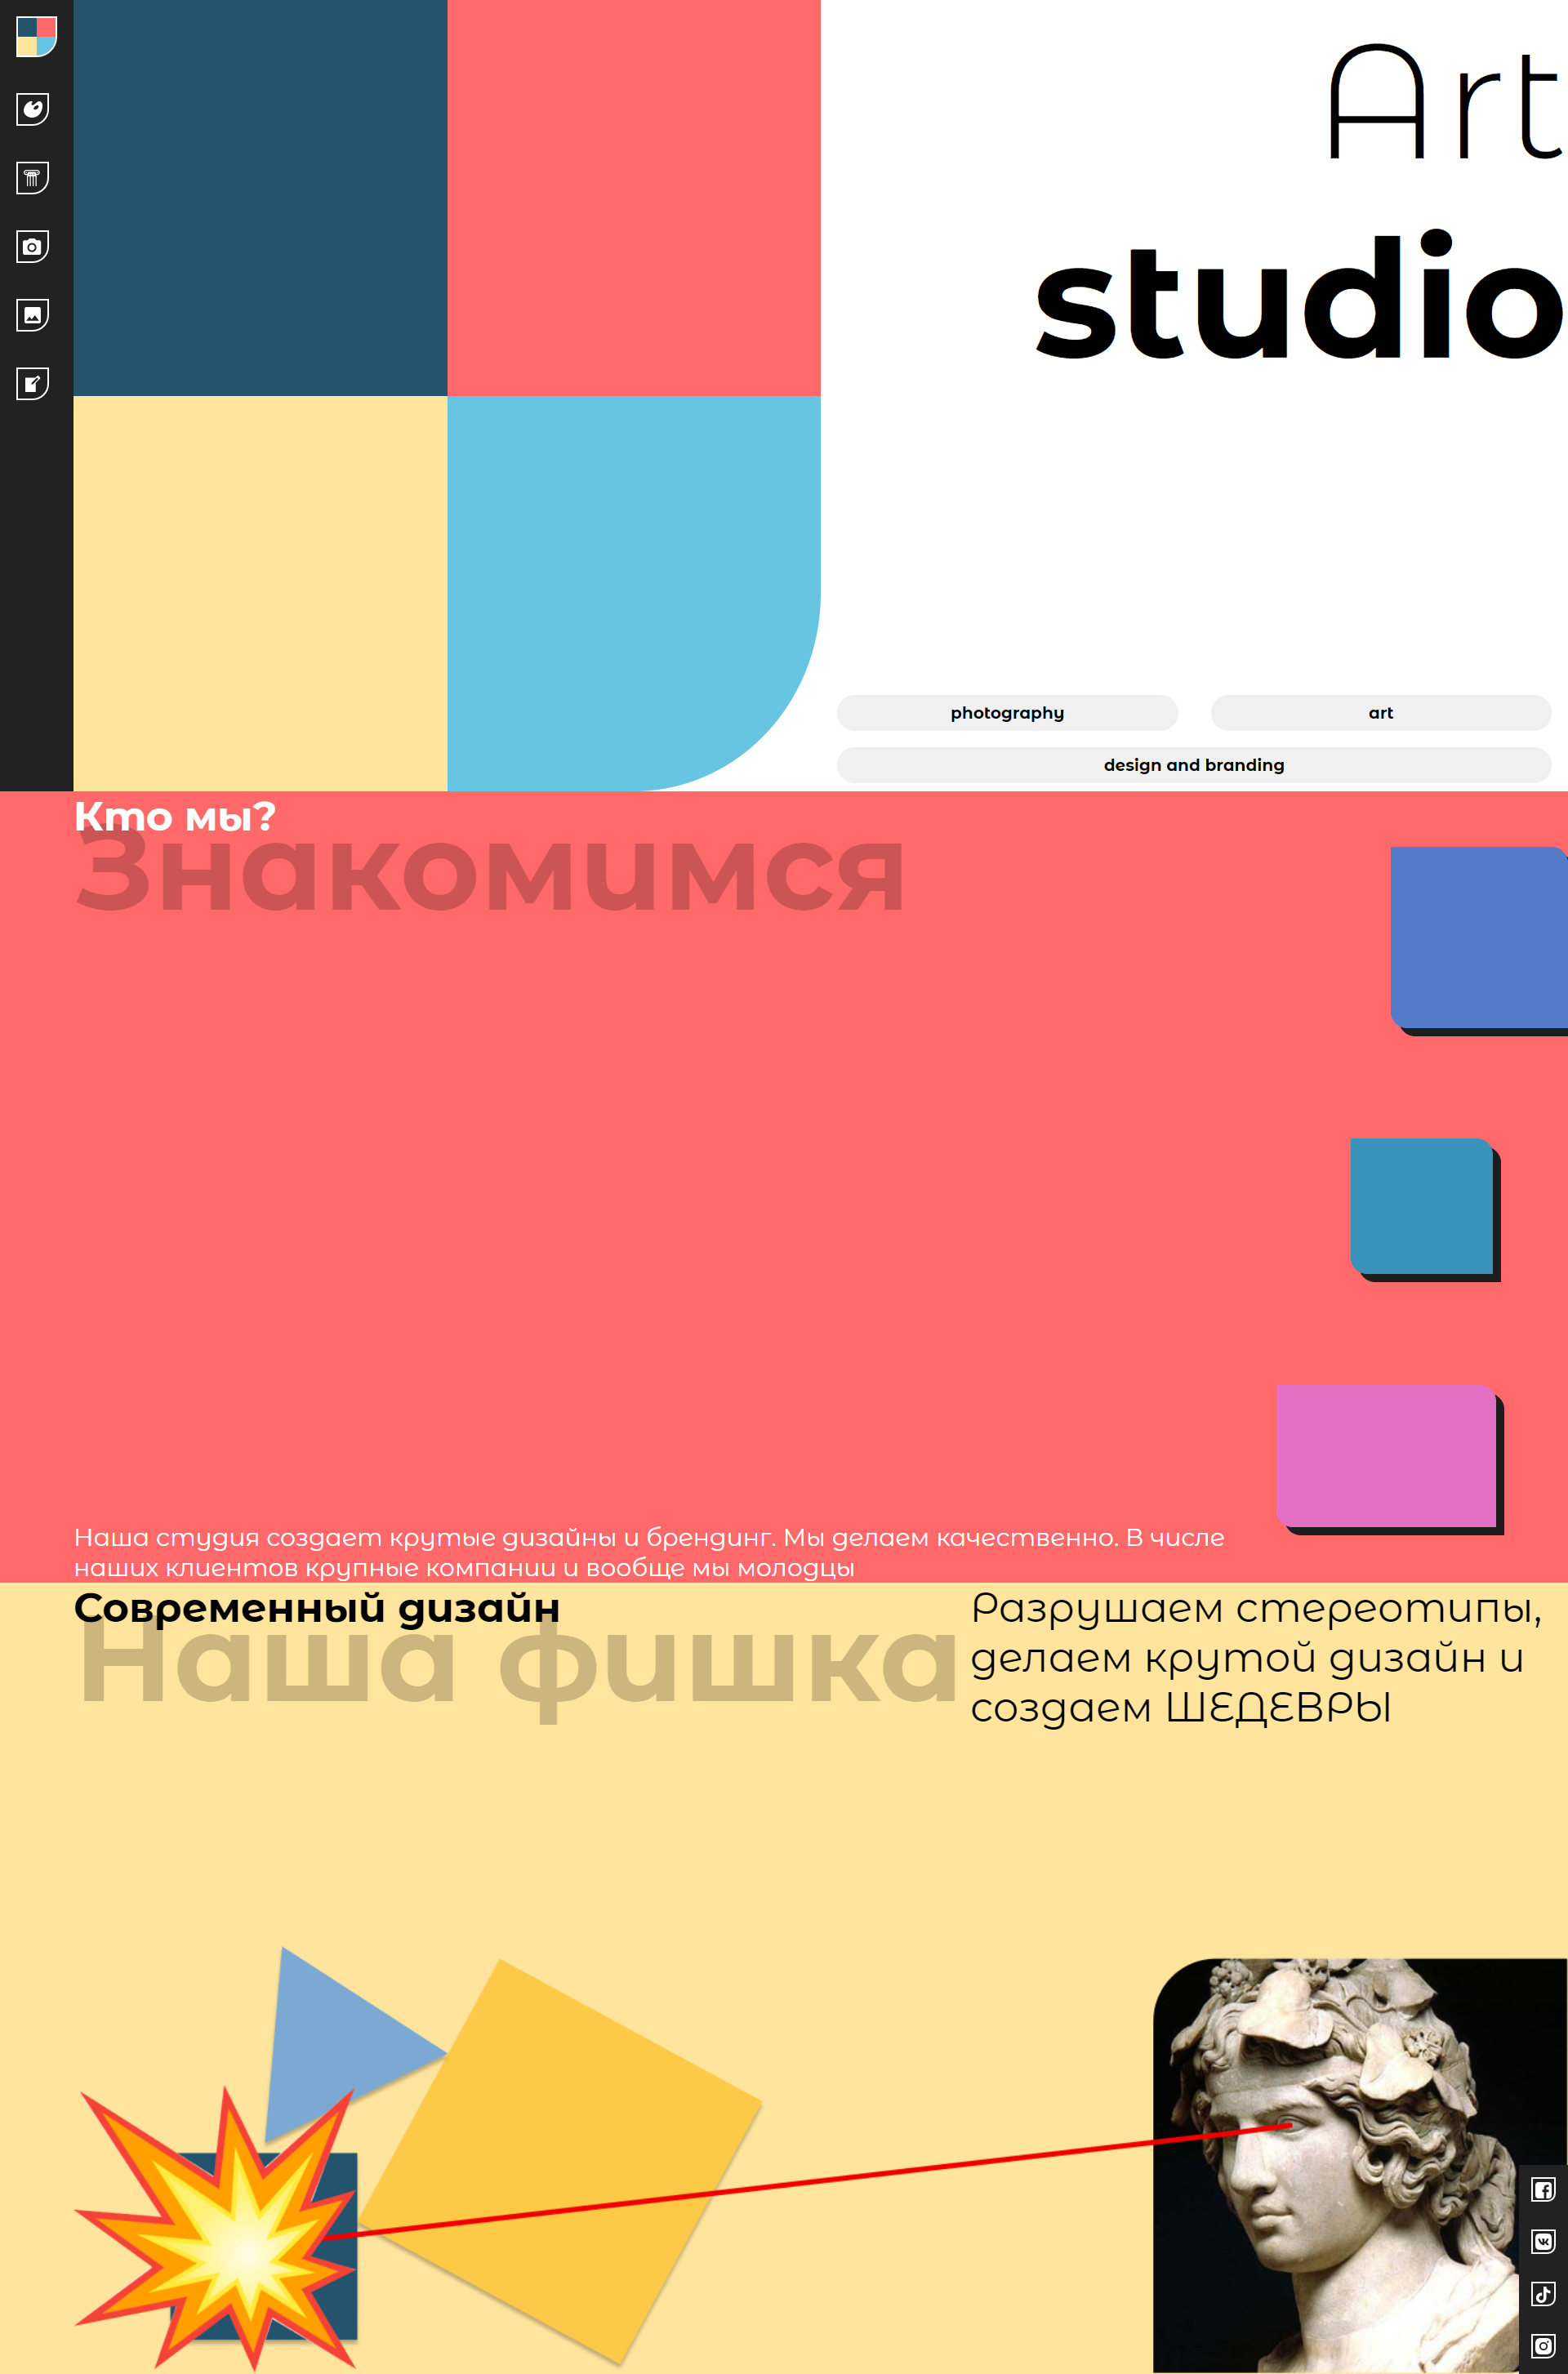 Art
studio
photography
art
design and branding
Кто мы?
Знакомимся
Наша студия создает крутые дизайны и брендинг. Мы делаем качественно. В числе
наших клиентов крупные компании и вообще мы молодцы
Современный дизайн
Наша фишка
Разрушаем стереотипы,
делаем крутой дизайн и
создаем ШЕДЕВРЫ